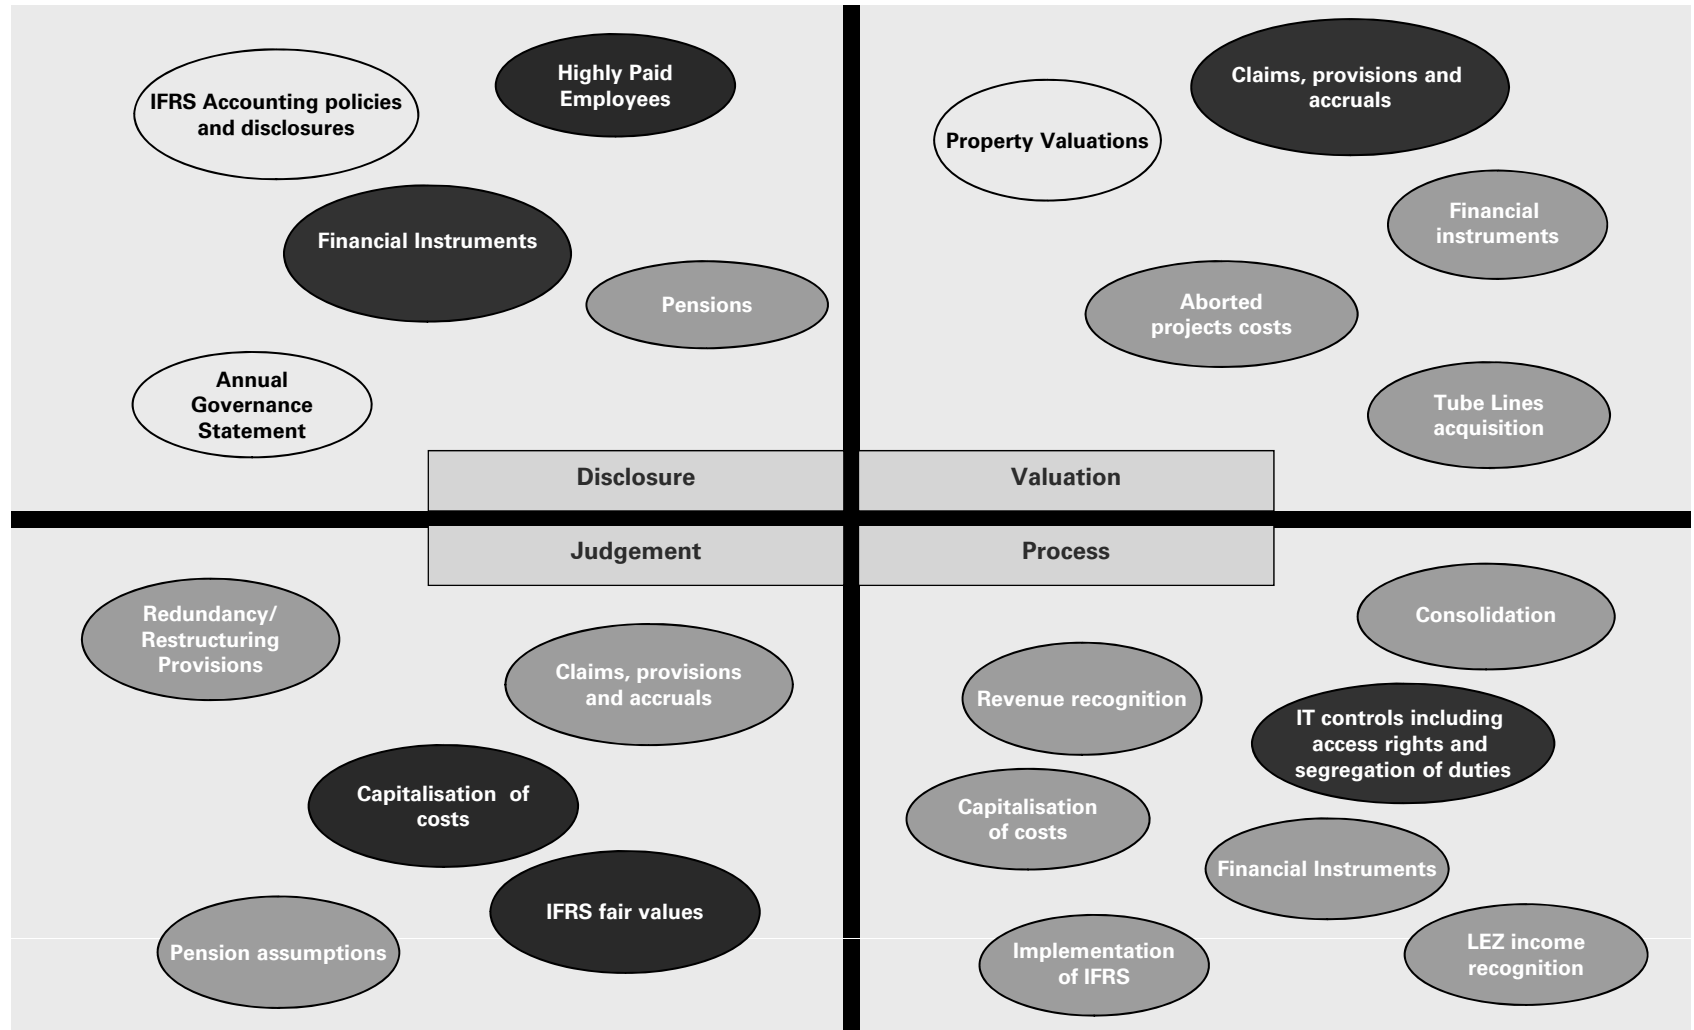 IFRS Accounting policies
and disclosures
Highly Paid
Employees
Financial Instruments
Pensions
Annual
Governance
Statement
Disclosure
Claims, provisions and
accruals
Property Valuations
Financial
instruments
Aborted
projects costs
Tube Lines
acquisition
Valuation
Judgement
Redundancy/
Restructuring
Provisions
Claims, provisions
and accruals
Capitalisation of
costs
IFRS fair values
Pension assumptions
Process
Consolidation
Revenue recognition
IT controls including
access rights and
segregation of duties
Capitalisation
of costs
Financial Instruments
Implementation
of IFRS
LEZ income
recognition